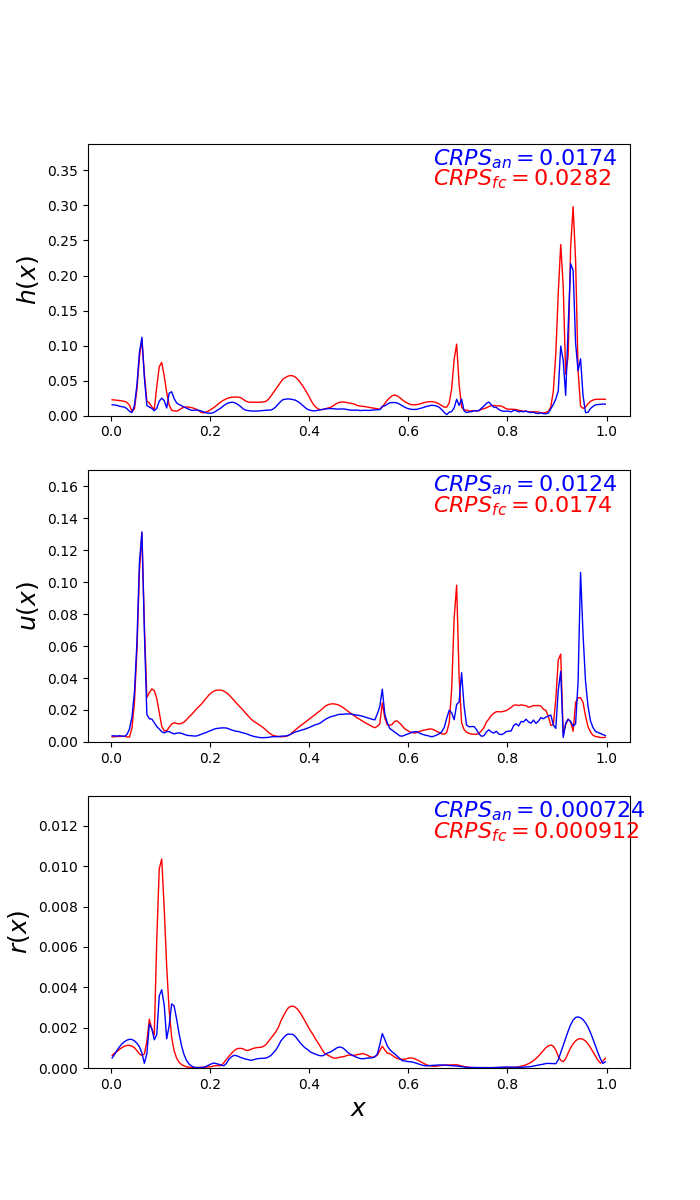 CRPS_an = 0.0174
CRPS_fc = 0.0282
h(x)
0.35
0.30
0.25
0.20
0.15
0.10
0.05
0.00
0.0 0.2 0.4 0.6 0.8 1.0
CRPS_an = 0.0124
CRPS_fc = 0.0174
u(x)
0.16
0.14
0.12
0.10
0.08
0.06
0.04
0.02
0.00
0.0 0.2 0.4 0.6 0.8 1.0
CRPS_an = 0.000724
CRPS_fc = 0.000912
r(x)
0.012
0.010
0.008
0.006
0.004
0.002
0.000
0.0 0.2 0.4 0.6 0.8 1.0
x